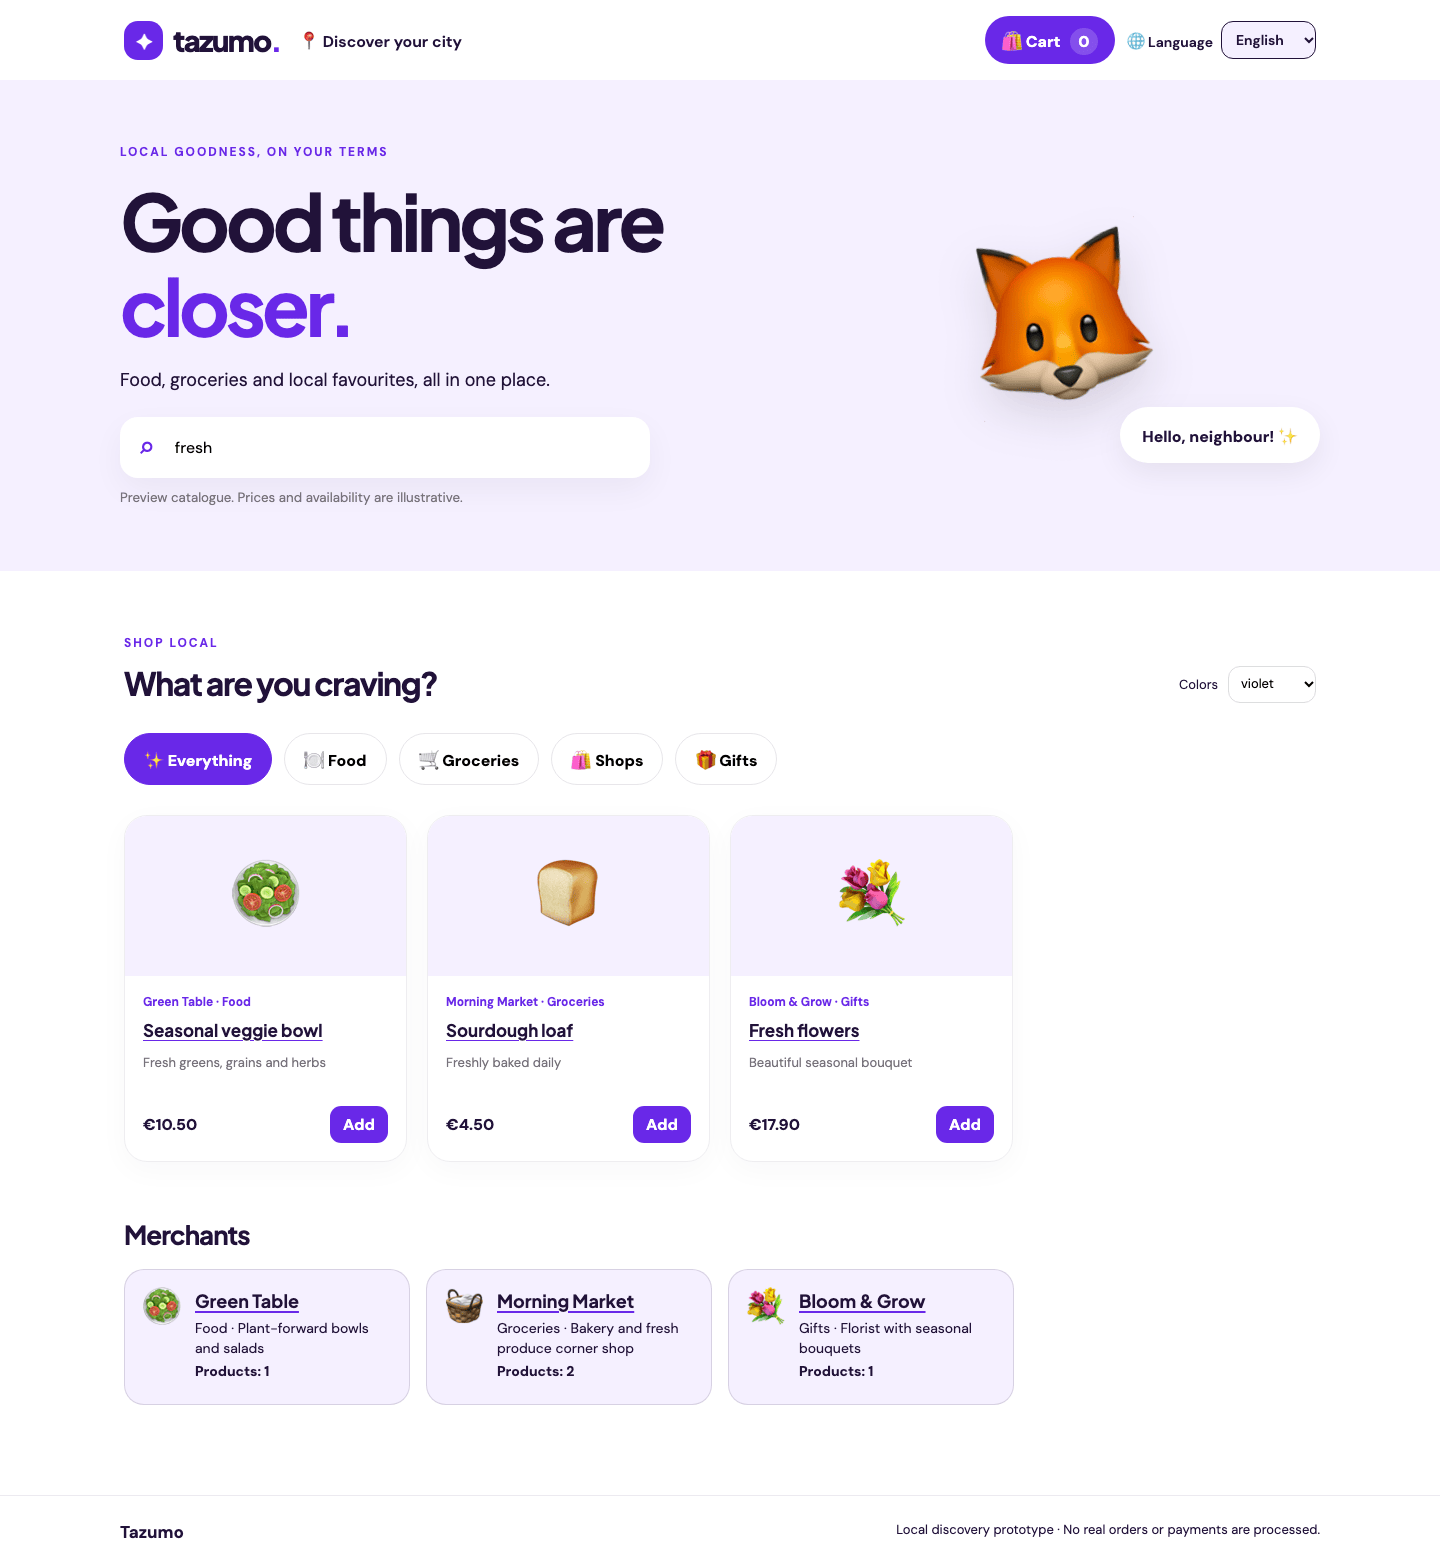 tazumo.
📍 Discover your city
🛍️ Cart 0
🌐 Language
English
LOCAL GOODNESS, ON YOUR TERMS
Good things are
closer.
Food, groceries and local favourites, all in one place.
fresh
Preview catalogue. Prices and availability are illustrative.
Hello, neighbour! ✨
SHOP LOCAL
What are you craving?
Colors
violet
✨ Everything
🍽️ Food
🛒 Groceries
🛍️ Shops
🎁 Gifts
Green Table · Food
Seasonal veggie bowl
Fresh greens, grains and herbs
€10.50
Add
Morning Market · Groceries
Sourdough loaf
Freshly baked daily
€4.50
Add
Bloom & Grow · Gifts
Fresh flowers
Beautiful seasonal bouquet
€17.90
Add
Merchants
Green Table
Food · Plant-forward bowls
and salads
Products: 1
Morning Market
Groceries · Bakery and fresh
produce corner shop
Products: 2
Bloom & Grow
Gifts · Florist with seasonal
bouquets
Products: 1
Tazumo
Local discovery prototype · No real orders or payments are processed.